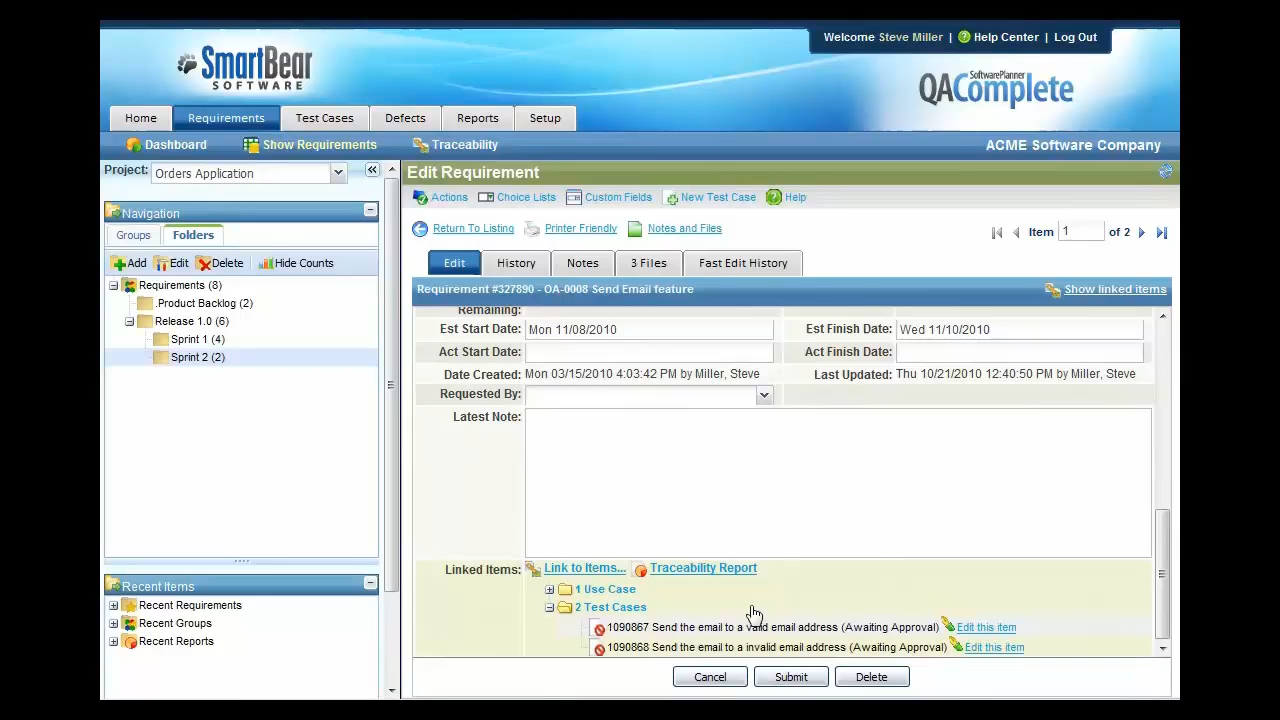 Welcome Steve Miller | Help Center | Log Out
SmartBear
SOFTWARE
SoftwarePlanner
QAComplete
Home Requirements Test Cases Defects Reports Setup
Dashboard Show Requirements Traceability ACME Software Company
Project: Orders Application
Edit Requirement
Actions Choice Lists Custom Fields New Test Case Help
Navigation
Groups Folders
Return To Listing Printer Friendly Notes and Files Item 1 of 2
Add Edit Delete Hide Counts
Edit History Notes 3 Files Fast Edit History
Requirements (8)
.Product Backlog (2)
Release 1.0 (6)
Sprint 1 (4)
Sprint 2 (2)
Requirement #327890 - OA-0008 Send Email feature Show linked items
Remaining:
Est Start Date: Mon 11/08/2010 Est Finish Date: Wed 11/10/2010
Act Start Date: Act Finish Date:
Date Created: Mon 03/15/2010 4:03:42 PM by Miller, Steve Last Updated: Thu 10/21/2010 12:40:50 PM by Miller, Steve
Requested By:
Latest Note:
Linked Items: Link to Items... Traceability Report
1 Use Case
2 Test Cases
1090867 Send the email to a valid email address (Awaiting Approval) Edit this item
1090868 Send the email to a invalid email address (Awaiting Approval) Edit this item
Recent Items
Recent Requirements
Recent Groups
Recent Reports
Cancel Submit Delete